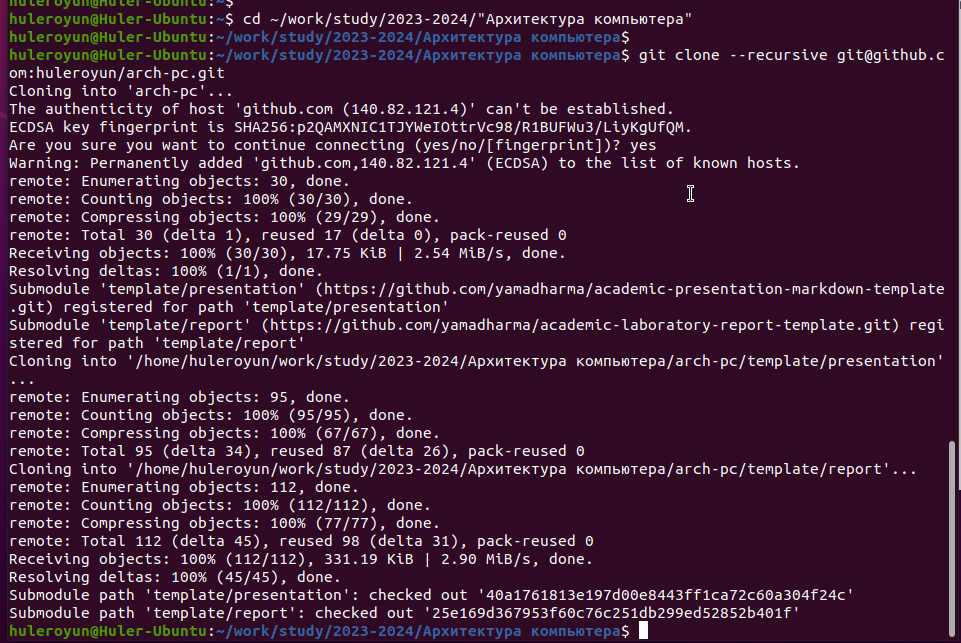 huleroyun@Huler-Ubuntu:~$
huleroyun@Huler-Ubuntu:~$ cd ~/work/study/2023-2024/"Архитектура компьютера"
huleroyun@Huler-Ubuntu:~/work/study/2023-2024/Архитектура компьютера$
huleroyun@Huler-Ubuntu:~/work/study/2023-2024/Архитектура компьютера$ git clone --recursive git@github.c
om:huleroyun/arch-pc.git
Cloning into 'arch-pc'...
The authenticity of host 'github.com (140.82.121.4)' can't be established.
ECDSA key fingerprint is SHA256:p2QAMXNIC1TJYWeIOttrVc98/R1BUFWu3/LiyKgUfQM.
Are you sure you want to continue connecting (yes/no/[fingerprint])? yes
Warning: Permanently added 'github.com,140.82.121.4' (ECDSA) to the list of known hosts.
remote: Enumerating objects: 30, done.
remote: Counting objects: 100% (30/30), done.
remote: Compressing objects: 100% (29/29), done.
remote: Total 30 (delta 1), reused 17 (delta 0), pack-reused 0
Receiving objects: 100% (30/30), 17.75 KiB | 2.54 MiB/s, done.
Resolving deltas: 100% (1/1), done.
Submodule 'template/presentation' (https://github.com/yamadharma/academic-presentation-markdown-template
.git) registered for path 'template/presentation'
Submodule 'template/report' (https://github.com/yamadharma/academic-laboratory-report-template.git) regi
stered for path 'template/report'
Cloning into '/home/huleroyun/work/study/2023-2024/Архитектура компьютера/arch-pc/template/presentation'
...
remote: Enumerating objects: 95, done.
remote: Counting objects: 100% (95/95), done.
remote: Compressing objects: 100% (67/67), done.
remote: Total 95 (delta 34), reused 87 (delta 26), pack-reused 0
Cloning into '/home/huleroyun/work/study/2023-2024/Архитектура компьютера/arch-pc/template/report'...
remote: Enumerating objects: 112, done.
remote: Counting objects: 100% (112/112), done.
remote: Compressing objects: 100% (77/77), done.
remote: Total 112 (delta 45), reused 98 (delta 31), pack-reused 0
Receiving objects: 100% (112/112), 331.19 KiB | 2.90 MiB/s, done.
Resolving deltas: 100% (45/45), done.
Submodule path 'template/presentation': checked out '40a1761813e197d00e8443ff1ca72c60a304f24c'
Submodule path 'template/report': checked out '25e169d367953f60c76c251db299ed52852b401f'
huleroyun@Huler-Ubuntu:~/work/study/2023-2024/Архитектура компьютера$